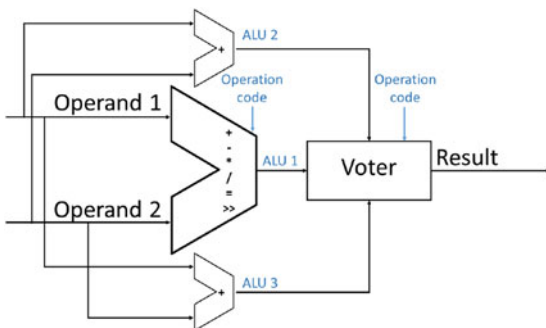 ALU 2
+
Operation
code
Operation
code
Operand 1
+
-
*
/
=
>>
ALU 1
Voter
Result
Operand 2
ALU 3
+